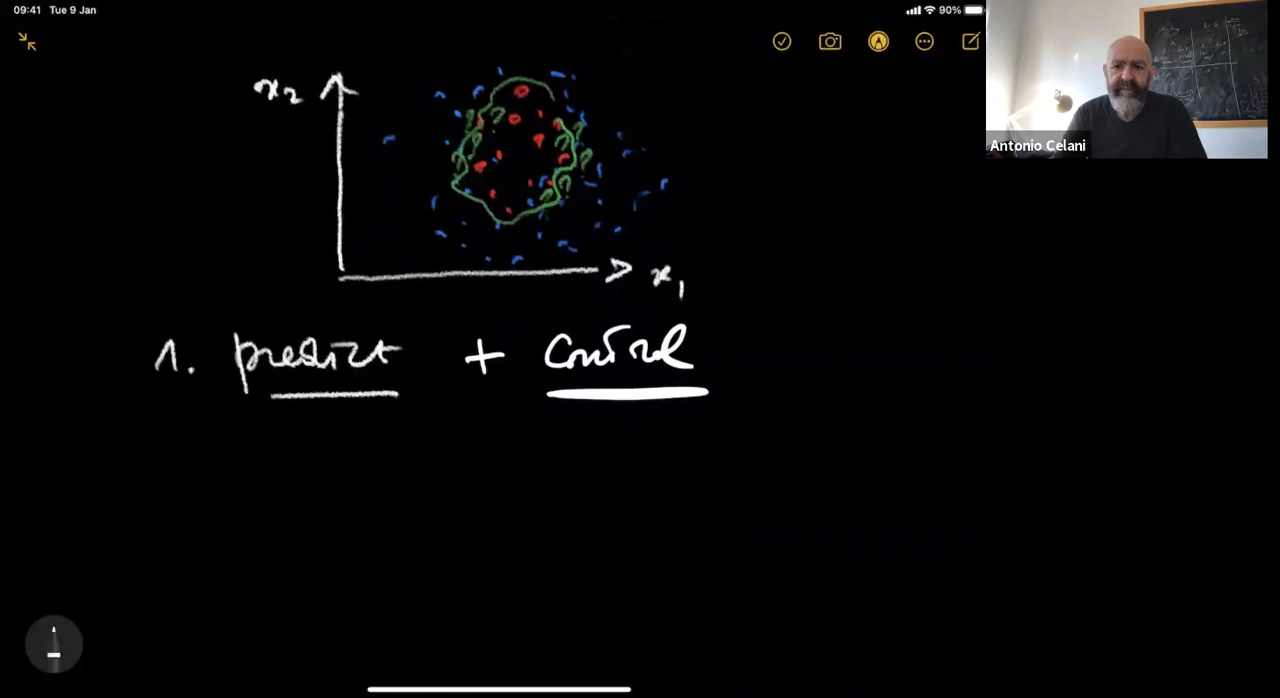 09:41 Tue 9 Jan 90%
Antonio Celani
x2
? ? ? ? ? ? ? ?
x1
1. predict + control